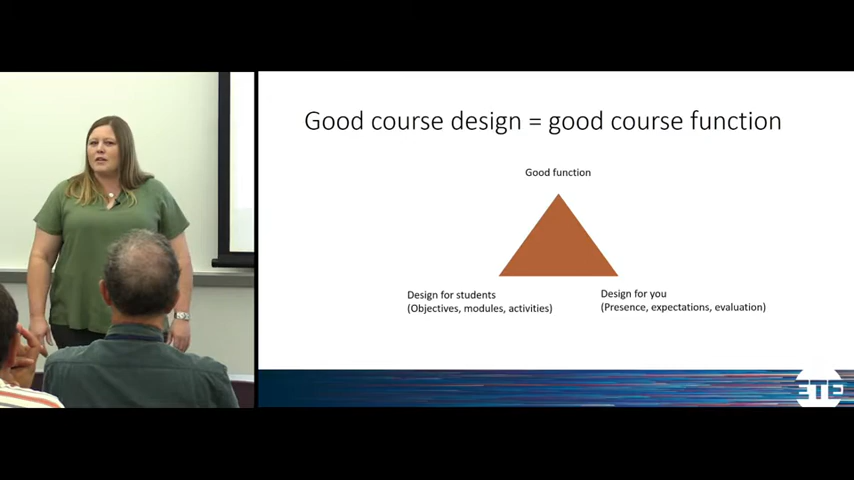 Good course design = good course function
Good function
Design for students
(Objectives, modules, activities)
Design for you
(Presence, expectations, evaluation)
ETE